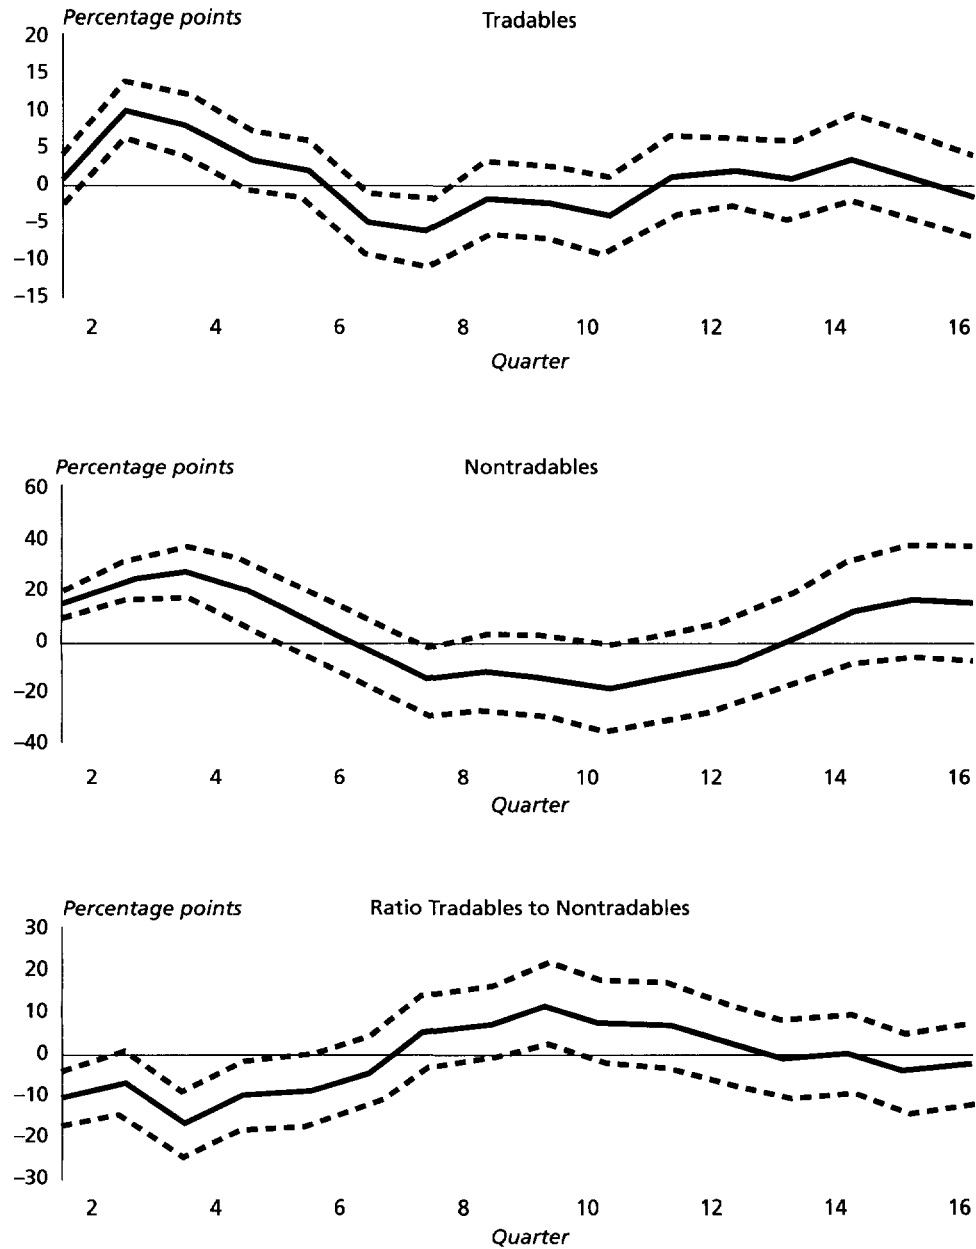 Percentage points Tradables
20
15
10
5
0
–5
–10
–15
2 4 6 8 10 12 14 16
Quarter
Percentage points Nontradables
60
40
20
0
–20
–40
2 4 6 8 10 12 14 16
Quarter
Percentage points Ratio Tradables to Nontradables
30
20
10
0
–10
–20
–30
2 4 6 8 10 12 14 16
Quarter